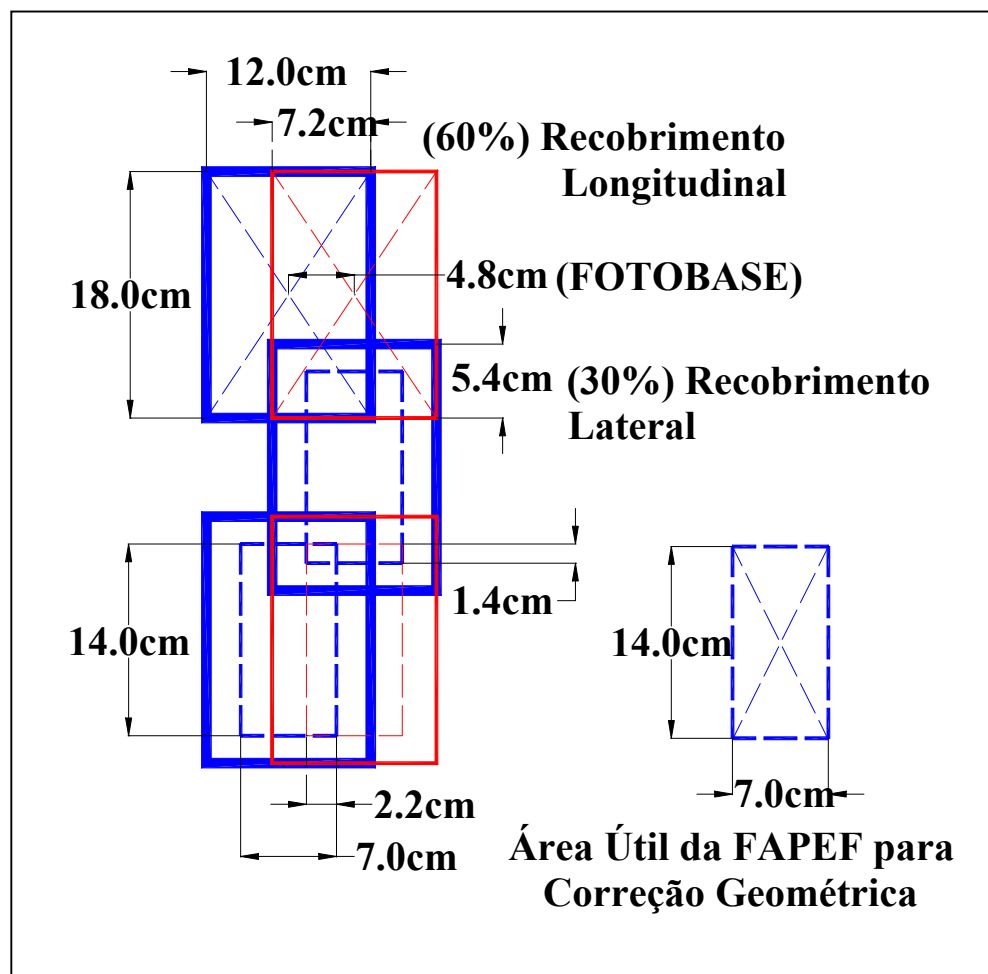 12.0cm
7.2cm
(60%) Recobrimento
Longitudinal
18.0cm
4.8cm (FOTOBASE)
5.4cm (30%) Recobrimento
Lateral
1.4cm
14.0cm
14.0cm
2.2cm
7.0cm
7.0cm
Área Útil da FAPEF para
Correção Geométrica